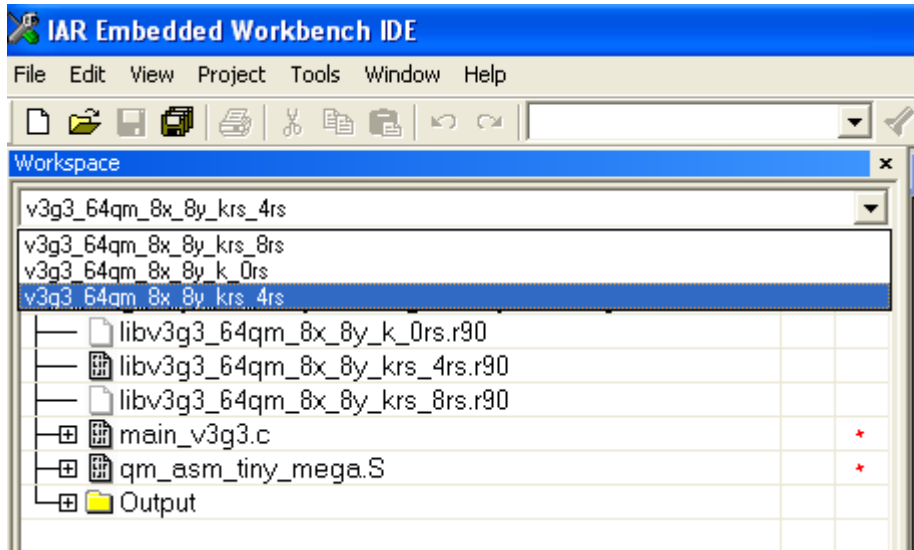 IAR Embedded Workbench IDE
File Edit View Project Tools Window Help
Workspace
v3g3_64qm_8x_8y_krs_4rs
v3g3_64qm_8x_8y_krs_8rs
v3g3_64qm_8x_8y_k_0rs
v3g3_64qm_8x_8y_krs_4rs
libv3g3_64qm_8x_8y_k_0rs.r90
libv3g3_64qm_8x_8y_krs_4rs.r90
libv3g3_64qm_8x_8y_krs_8rs.r90
main_v3g3.c
qm_asm_tiny_mega.S
Output